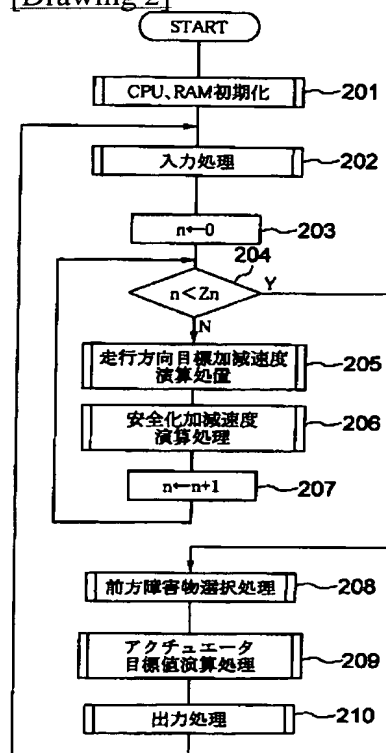 [Drawing 2]
START
CPU、RAM初期化
201
入力処理
202
n←0
203
204
n＜Zn
Y
N
走行方向目標加減速度
演算処置
205
安全化加減速度
演算処理
206
n←n+1
207
前方障害物選択処理
208
アクチュエータ
目標値演算処理
209
出力処理
210